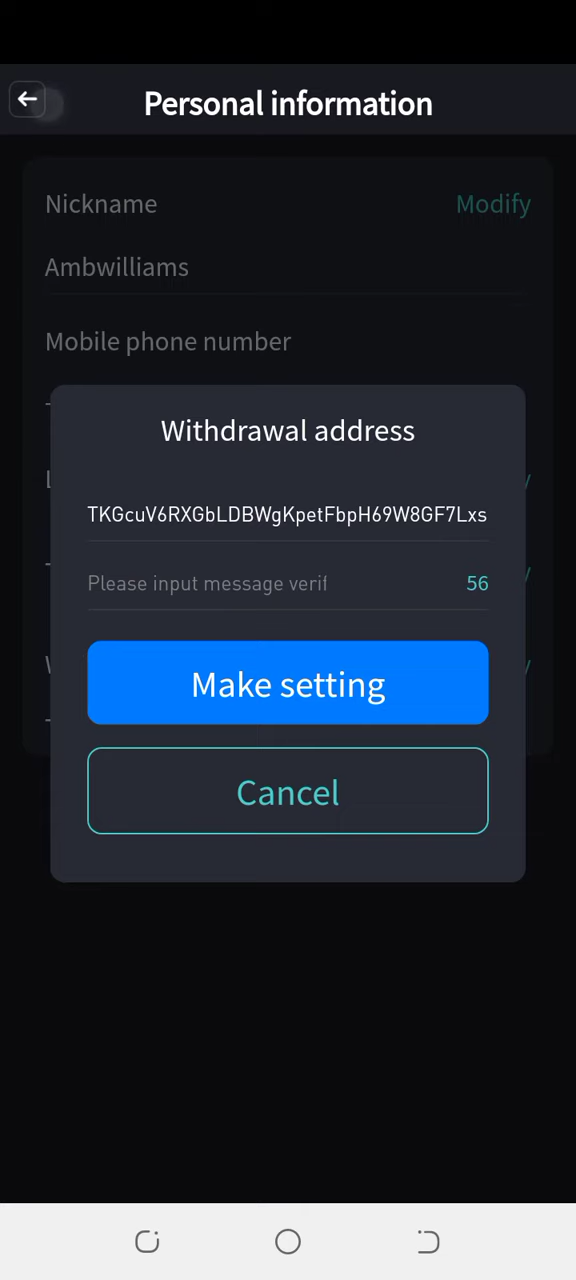 Personal information
Nickname
Modify
Ambwilliams
Mobile phone number
Withdrawal address
TKGcuV6RXGbLDBWgKpetFbpH69W8GF7Lxs
Please input message verif
56
Make setting
Cancel